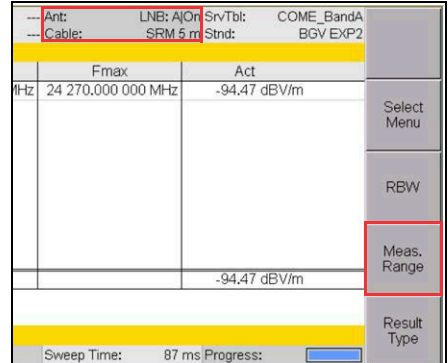 --- Ant: LNB: A|On SrvTbl: COME_BandA
--- Cable: SRM 5 m Stnd: BGV EXP2
Fmax Act
MHz 24 270.000 000 MHz -94.47 dBV/m
-94.47 dBV/m
Sweep Time: 87 ms Progress:
Select
Menu
RBW
Meas.
Range
Result
Type